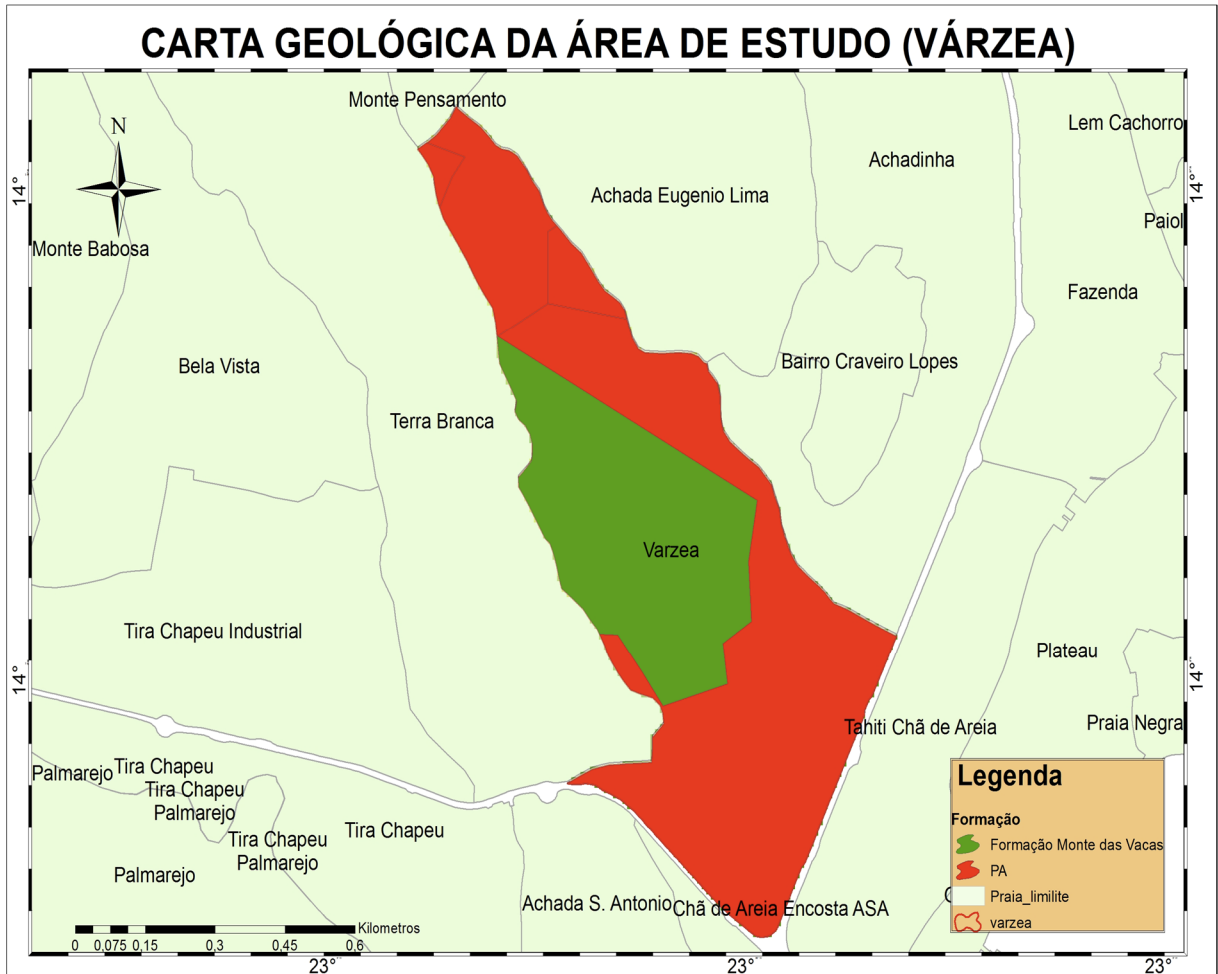 CARTA GEOLÓGICA DA ÁREA DE ESTUDO (VÁRZEA)
Monte Pensamento
Lem Cachorro
N
Achadinha
14°
14°
Achada Eugenio Lima
Paiol
Monte Babosa
Fazenda
Bela Vista
Bairro Craveiro Lopes
Terra Branca
Varzea
Tira Chapeu Industrial
Plateau
14°
14°
Tahiti Chã de Areia
Praia Negra
Palmarejo
Tira Chapeu
Tira Chapeu
Palmarejo
Tira Chapeu
Palmarejo
Tira Chapeu
Palmarejo
Achada S. Antonio
Chã de Areia Encosta ASA
Legenda
Formação
Formação Monte das Vacas
PA
Praia_limilite
varzea
Kilometros
0 0,075 0,15 0,3 0,45 0,6
23° 23° 23°